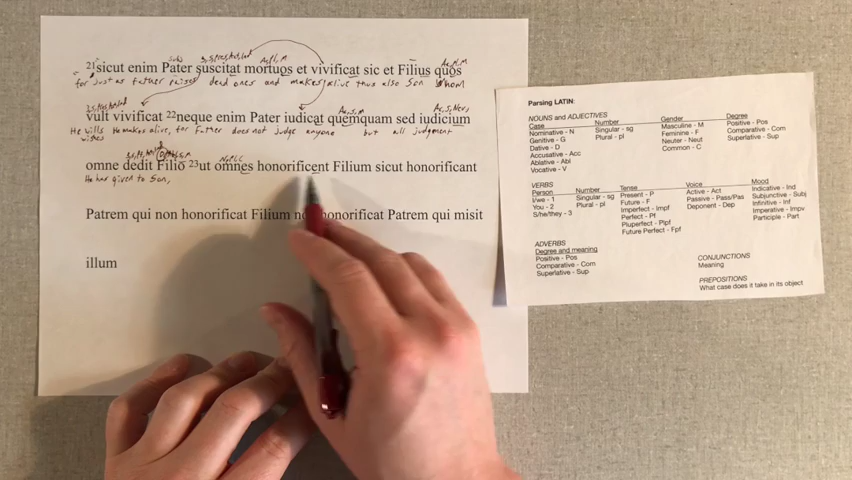 21sicut enim Pater suscitat mortuos et vivificat sic et Filius quos
for just as Father raises dead ones and makes alive thus also Son whom
vult vivificat 22neque enim Pater iudicat quemquam sed iudicium
He wills He makes alive, for Father does not judge anyone but all judgement
wishes
omne dedit Filio 23ut omnes honorificent Filium sicut honorificant
He has given to Son,
Patrem qui non honorificat Filium honorificat Patrem qui misit
illum
Parsing LATIN:
NOUNS and ADJECTIVES
Case Number Gender Degree
Nominative - N Singular - sg Masculine - M Positive - Pos
Genitive - G Plural - pl Feminine - F Comparative - Com
Dative - D Neuter - Neut Superlative - Sup
Accusative - Acc Common - C
Ablative - Abl
Vocative - V
VERBS
Person Number Tense Voice Mood
I/we - 1 Singular - sg Present - P Active - Act Indicative - Ind
You - 2 Plural - pl Future - F Passive - Pass/Pas Subjunctive - Subj
S/he/they - 3 Imperfect - Impf Deponent - Dep Infinitive - Inf
Perfect - Pf Imperative - Impv
Pluperfect - Plpf Participle - Part
Future Perfect - Fpf
ADVERBS
Degree and meaning
Positive - Pos
Comparative - Com
Superlative - Sup
CONJUNCTIONS
Meaning
PREPOSITIONS
What case does it take in its object